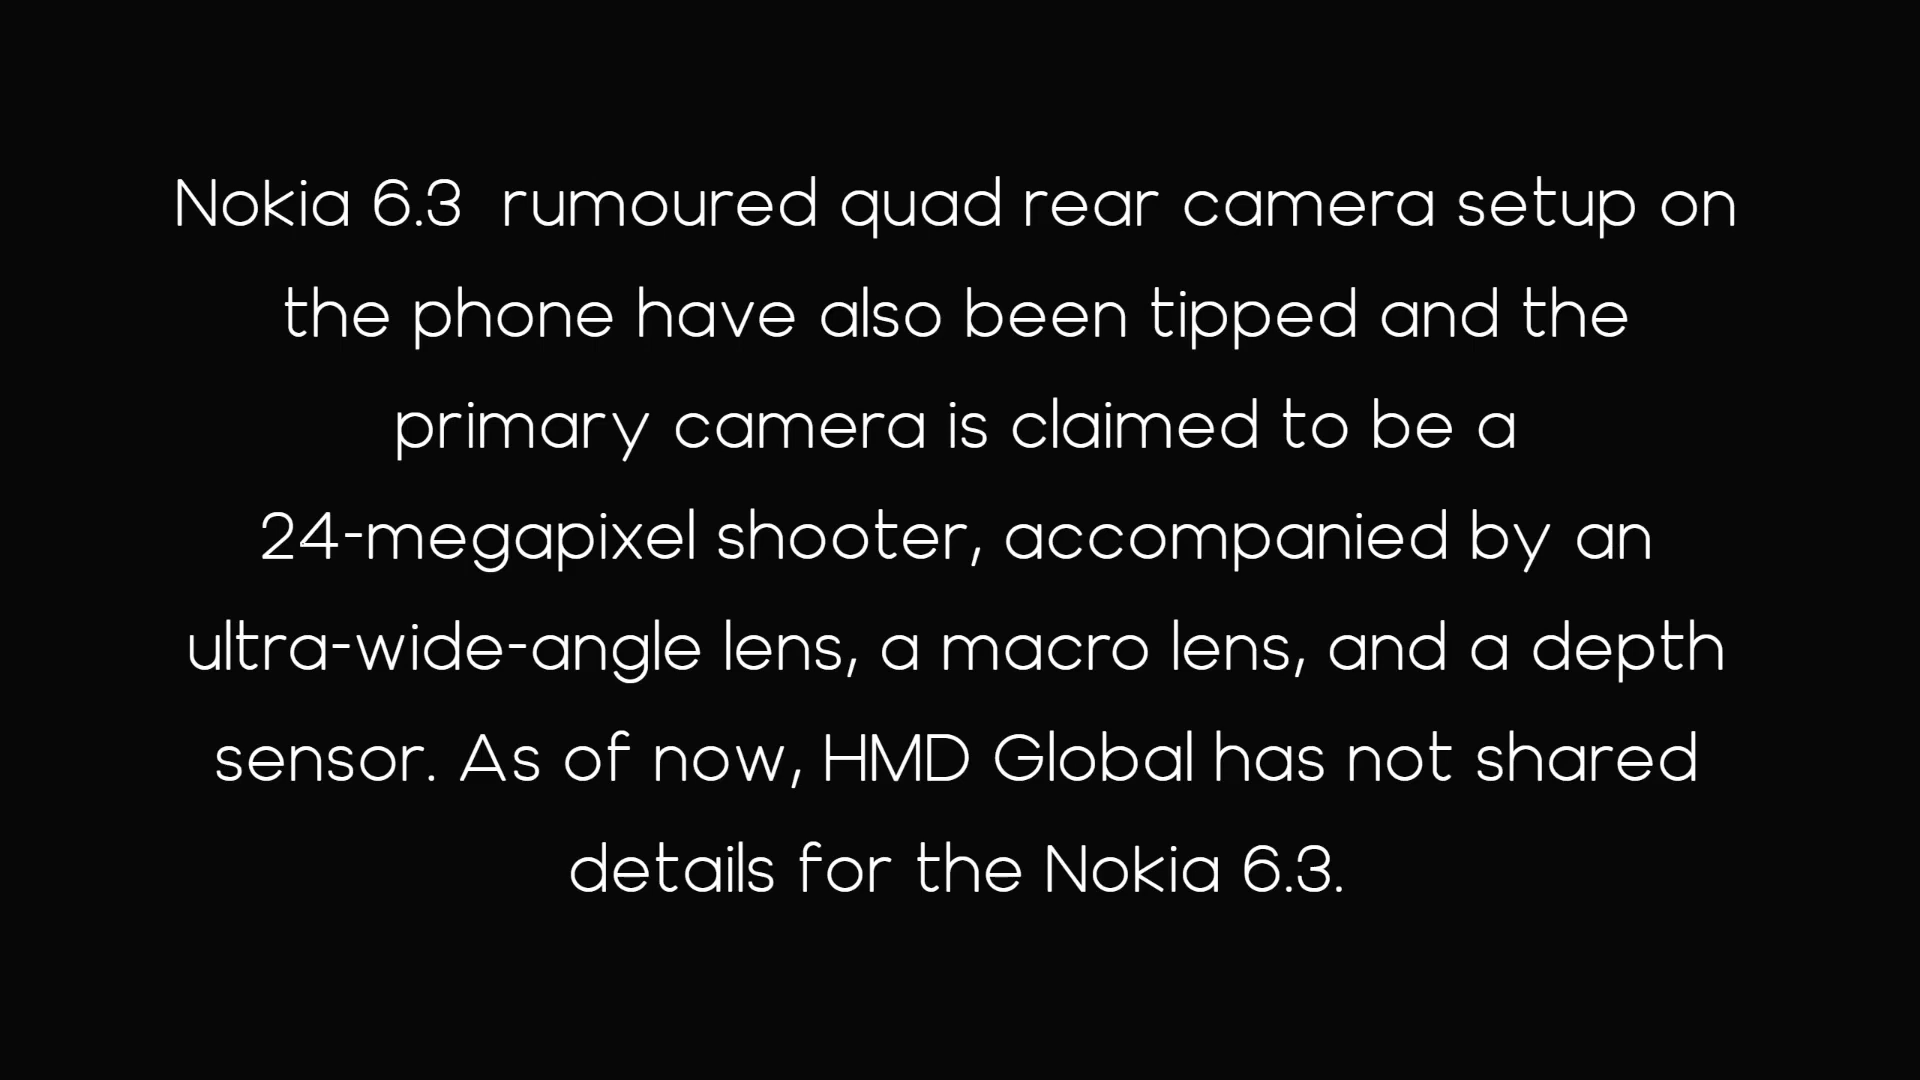 Nokia 6.3  rumoured quad rear camera setup on
the phone have also been tipped and the
primary camera is claimed to be a
24-megapixel shooter, accompanied by an
ultra-wide-angle lens, a macro lens, and a depth
sensor. As of now, HMD Global has not shared
details for the Nokia 6.3.